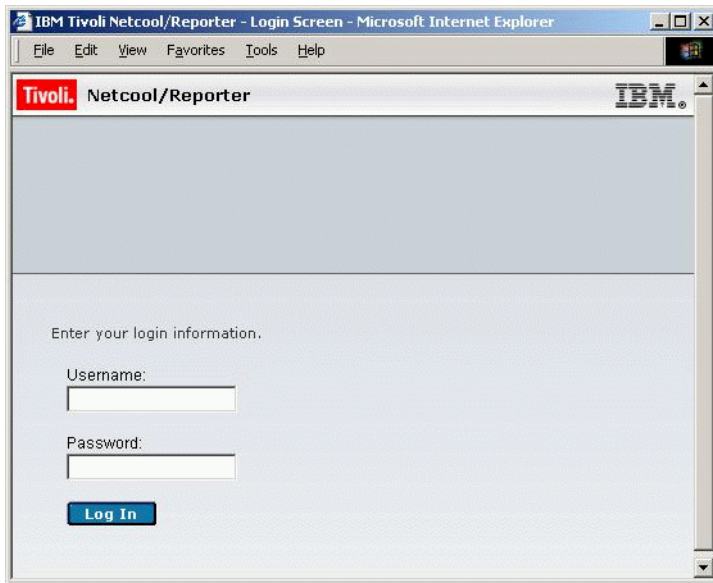 IBM Tivoli Netcool/Reporter - Login Screen - Microsoft Internet Explorer
File Edit View Favorites Tools Help
Tivoli. Netcool/Reporter IBM®
Enter your login information.
Username:
Password:
Log In